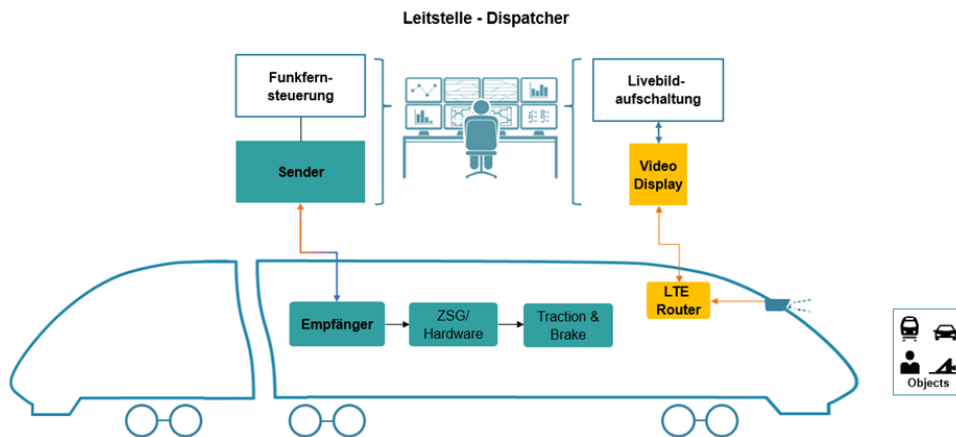 Leitstelle - Dispatcher
Funkfern-
steuerung
Livebild-
aufschaltung
Sender
Video
Display
LTE
Router
Empfänger
ZSG/
Hardware
Traction &
Brake
Objects